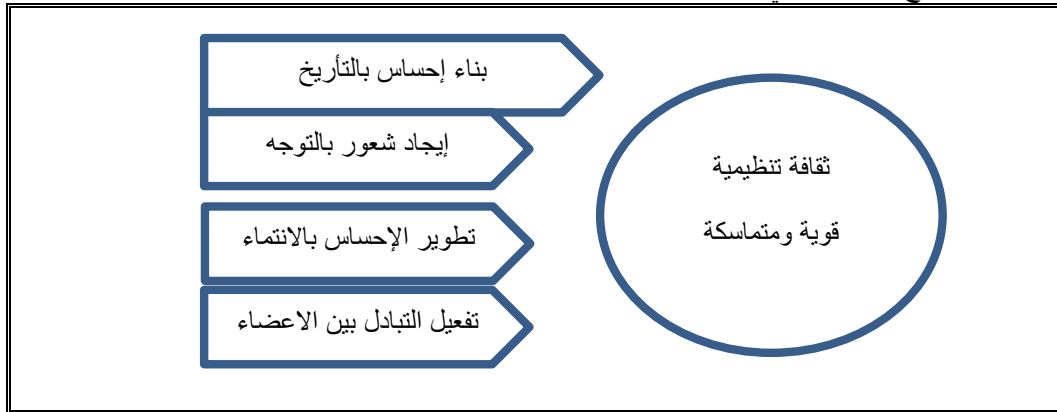 بناء إحساس بالتأريخ
إيجاد شعور بالتوجه
تطوير الإحساس بالانتماء
تفعيل التبادل بين الاعضاء
ثقافة تنظيمية
قوية ومتماسكة